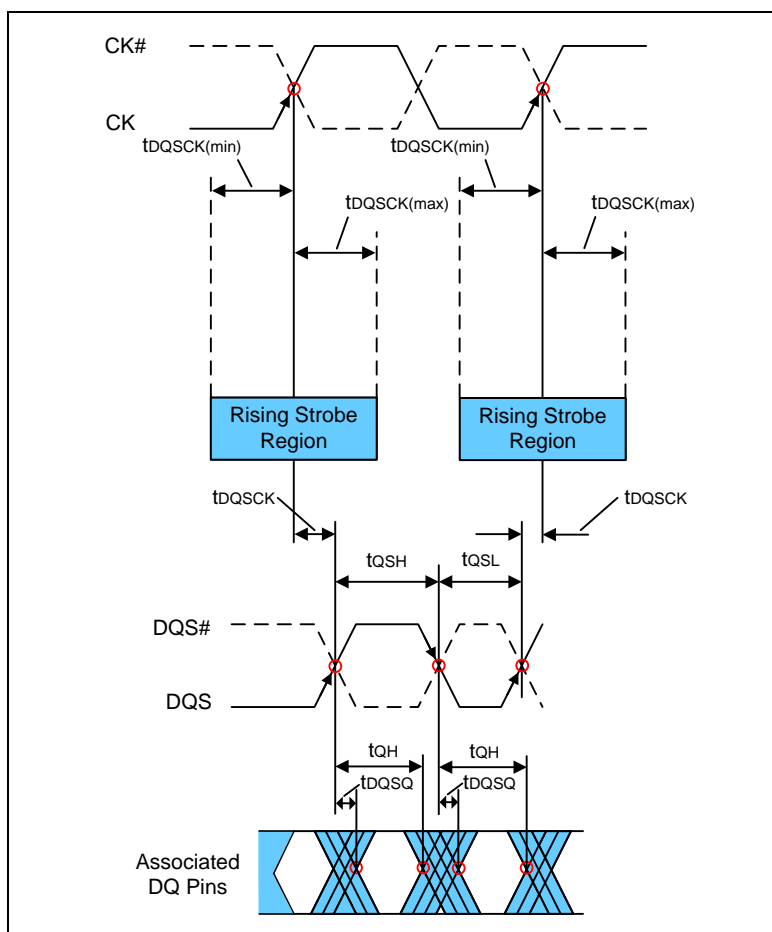 CK#
CK
tDQSCK(min)
tDQSCK(min)
tDQSCK(max)
tDQSCK(max)
Rising Strobe
Region
Rising Strobe
Region
tDQSCK
tDQSCK
tQSH
tQSL
DQS#
DQS
tQH
tQH
tDQSQ
tDQSQ
Associated
DQ Pins